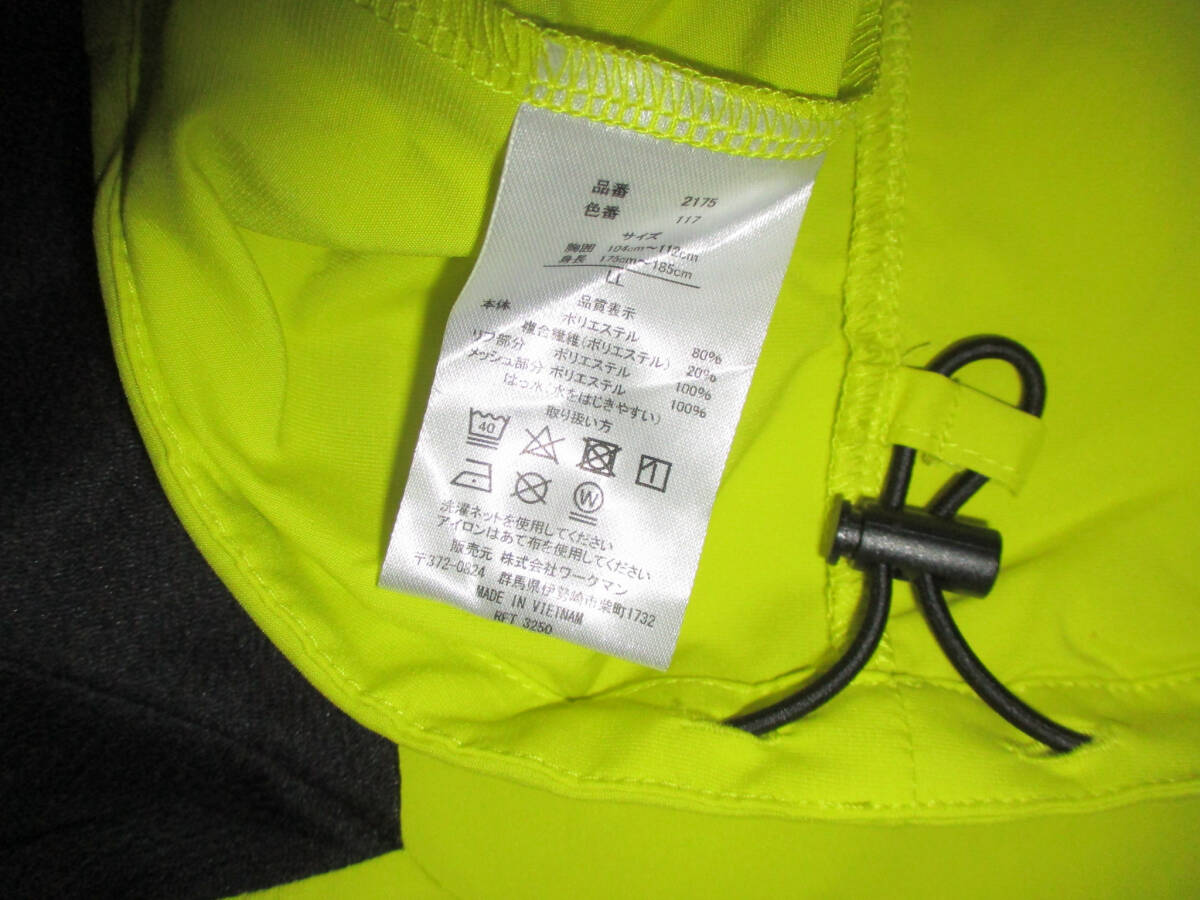 品番 2175
色番 117
サイズ
胸囲 104cm～112cm
身長 175cm～185cm
LL
品質表示
本体 ポリエステル 80%
複合繊維(ポリエステル) 20%
リブ部分 ポリエステル 100%
メッシュ部分 ポリエステル 100%
はっ水(水をはじきやすい)
取り扱い方
40
W
洗濯ネットを使用してください
アイロンはあて布を使用してください
販売元 株式会社ワークマン
〒372-0824 群馬県伊勢崎市柴町1732
MADE IN VIETNAM
RFT 3250